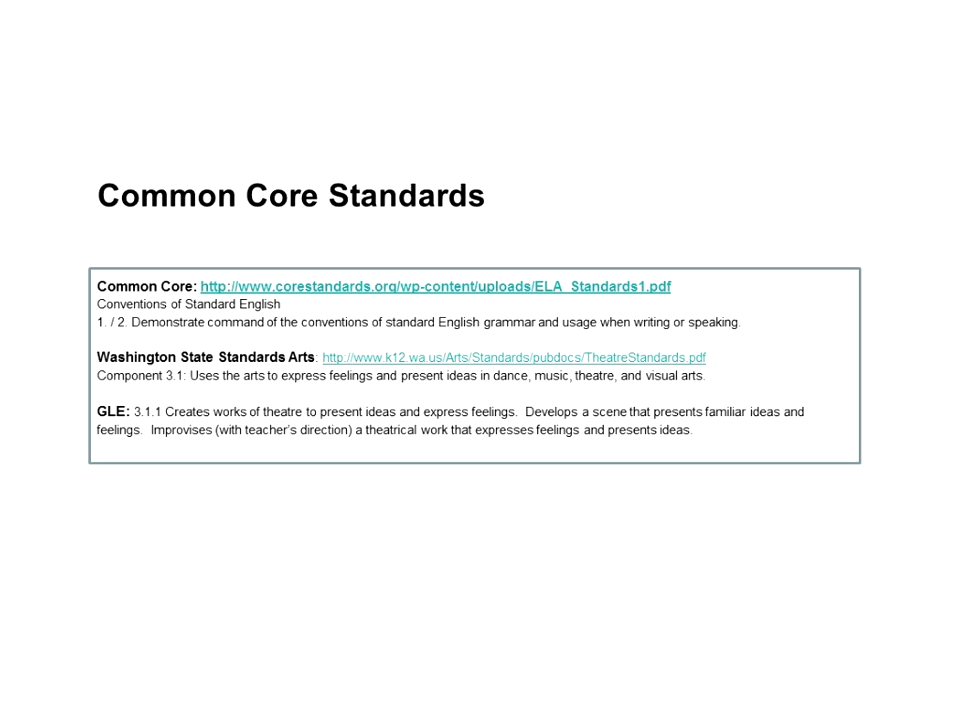 Common Core Standards
Common Core: http://www.corestandards.org/wp-content/uploads/ELA_Standards1.pdf
Conventions of Standard English
1. / 2. Demonstrate command of the conventions of standard English grammar and usage when writing or speaking.
Washington State Standards Arts: http://www.k12.wa.us/Arts/Standards/pubdocs/TheatreStandards.pdf
Component 3.1: Uses the arts to express feelings and present ideas in dance, music, theatre, and visual arts.
GLE: 3.1.1 Creates works of theatre to present ideas and express feelings.  Develops a scene that presents familiar ideas and
feelings.  Improvises (with teacher’s direction) a theatrical work that expresses feelings and presents ideas.